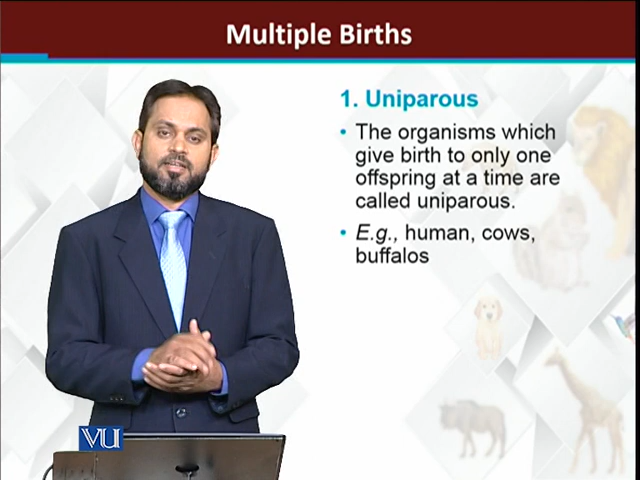 Multiple Births
1. Uniparous
• The organisms which
give birth to only one
offspring at a time are
called uniparous.
• E.g., human, cows,
buffalos
VU